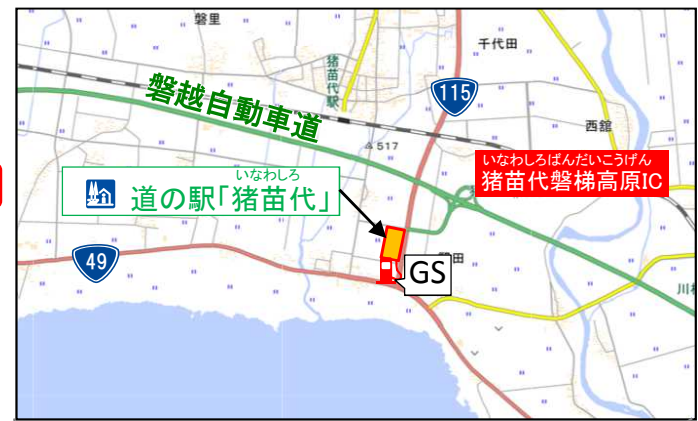 磐里
千代田
猪苗代駅
115
磐越自動車道
517
西舘
いなわしろばんだいこうげん
猪苗代磐梯高原IC
いなわしろ
道の駅「猪苗代」
49
GS
川桁